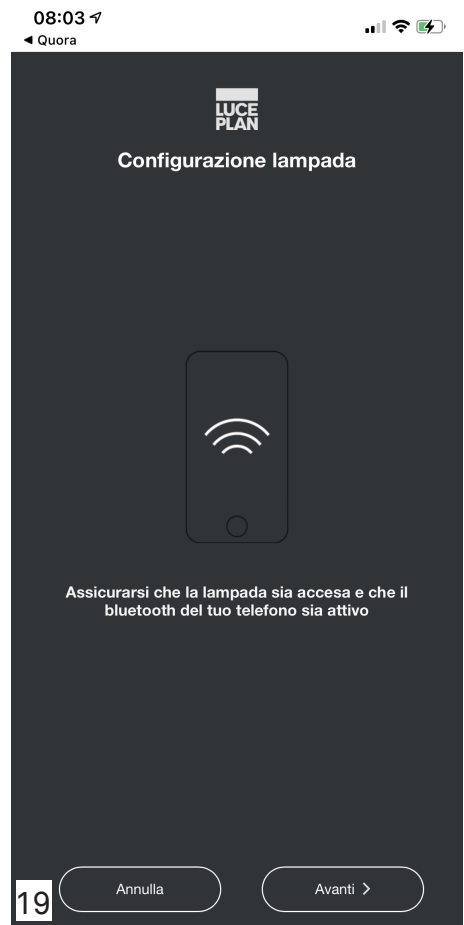 08:03
◀ Quora
LUCE
PLAN
Configurazione lampada
Assicurarsi che la lampada sia accesa e che il
bluetooth del tuo telefono sia attivo
19
Annulla
Avanti >